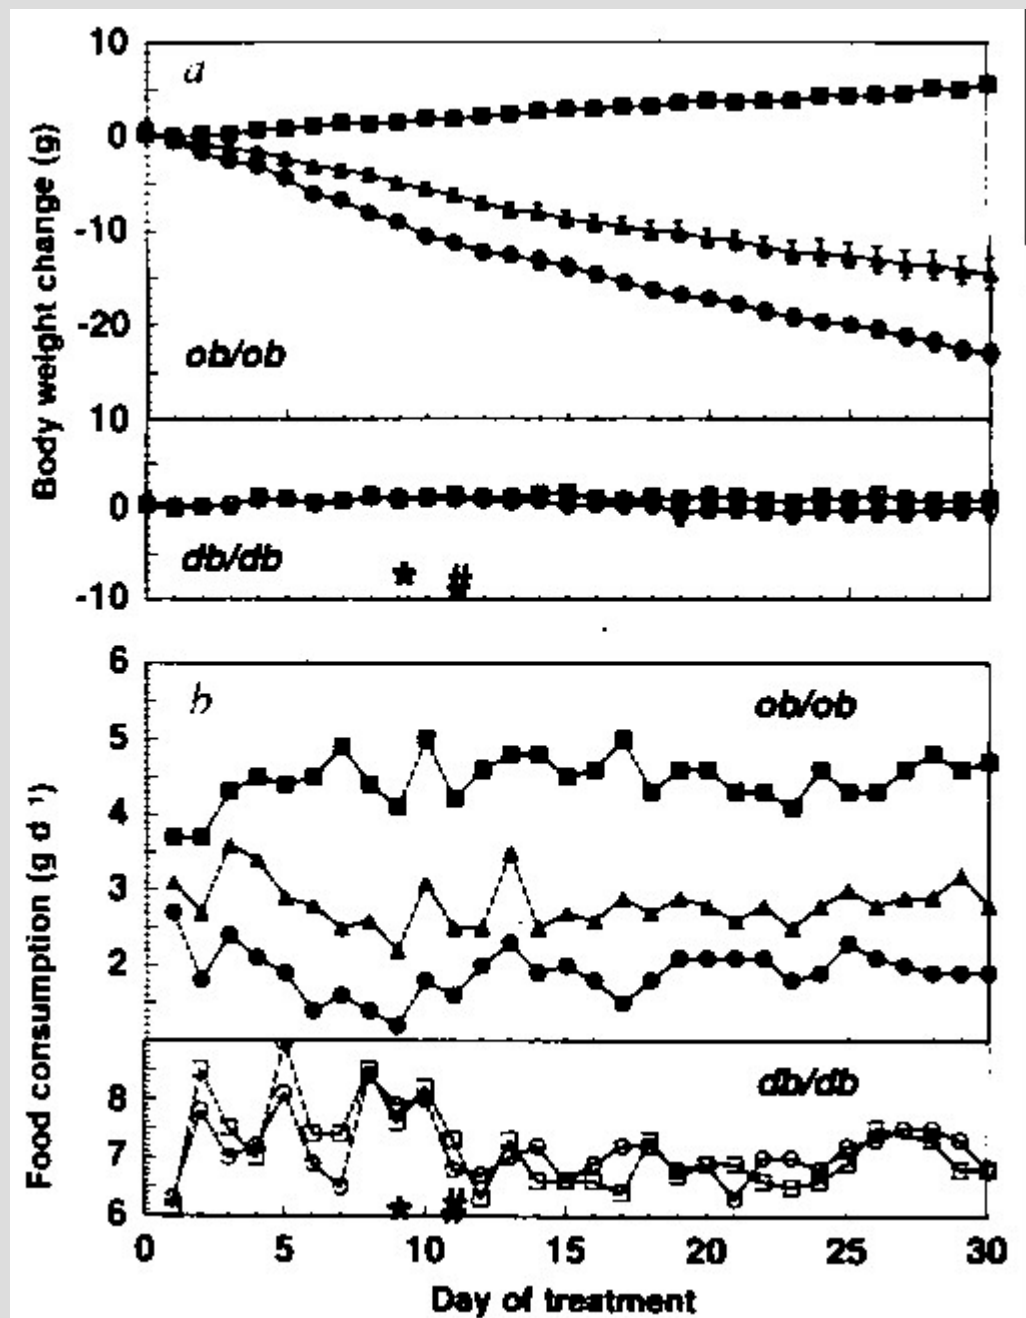 a
10
0
-10
-20
Body weight change (g)
ob/ob
10
0
-10
db/db
* #
b
6
5
4
3
2
Food consumption (g d ¹)
ob/ob
8
7
6
db/db
* #
0 5 10 15 20 25 30
Day of treatment